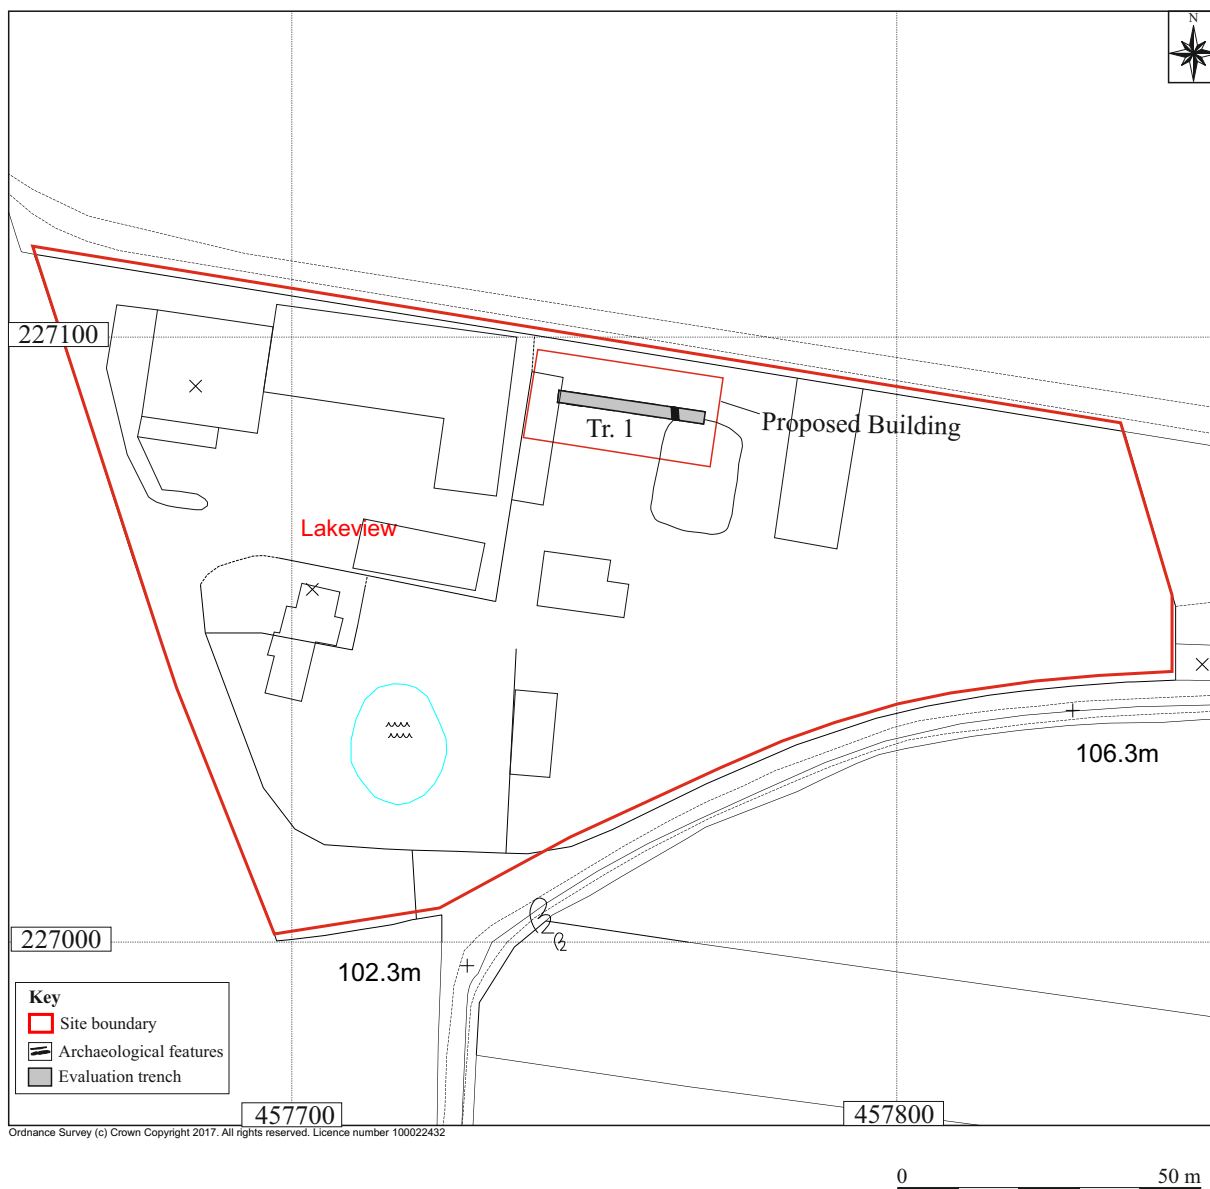 N
227100
Tr. 1
Proposed Building
Lakeview
106.3m
227000
102.3m
Key
Site boundary
Archaeological features
Evaluation trench
457700
457800
Ordnance Survey (c) Crown Copyright 2017. All rights reserved. Licence number 100022432
0
50 m